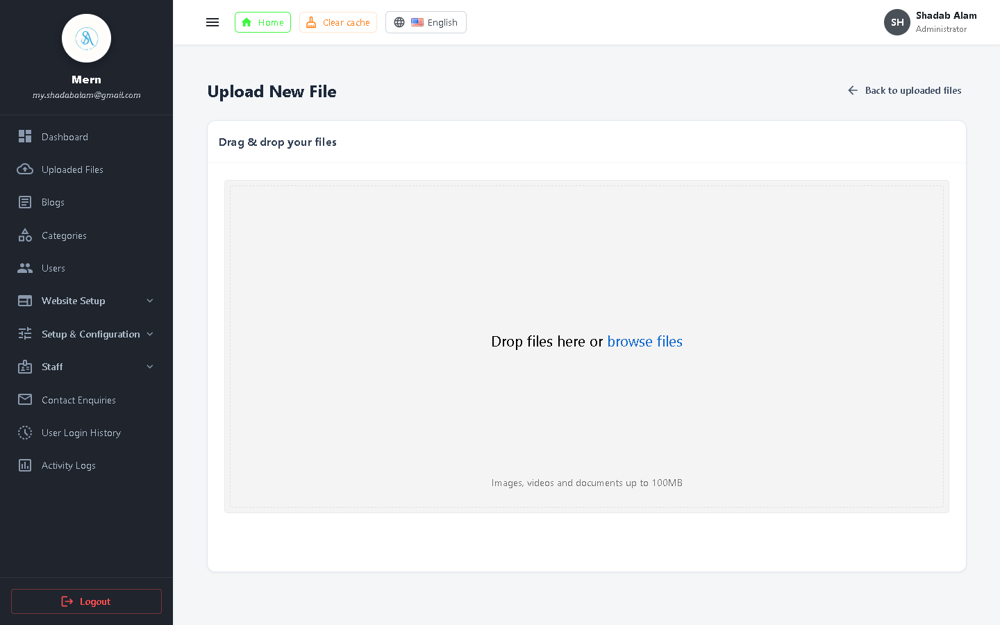 Mern
my.shadabalam@gmail.com
Dashboard
Uploaded Files
Blogs
Categories
Users
Website Setup
Setup & Configuration
Staff
Contact Enquiries
User Login History
Activity Logs
Logout
Home
Clear cache
English
SH
Shadab Alam
Administrator
Upload New File
Back to uploaded files
Drag & drop your files
Drop files here or browse files
Images, videos and documents up to 100MB